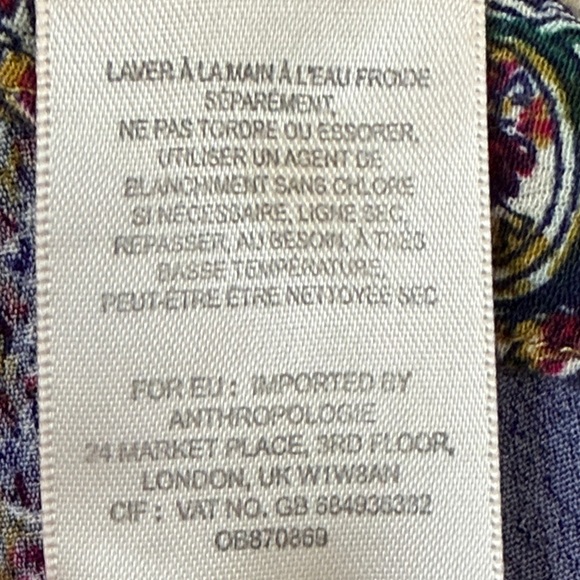 LAVER À LA MAIN À L'EAU FROIDE
SÉPARÉMENT,
NE PAS TORDRE OU ESSORER,
UTILISER UN AGENT DE
BLANCHIMENT SANS CHLORE
SI NÉCESSAIRE, LIGNE SEC,
REPASSER, AU BESOIN, À TRÈS
BASSE TEMPÉRATURE,
PEUT-ÊTRE ÊTRE NETTOYÉE SEC
FOR EU : IMPORTED BY
ANTHROPOLOGIE
24 MARKET PLACE, 3RD FLOOR,
LONDON, UK W1W8AN
CIF : VAT NO. GB 684936332
OB870869